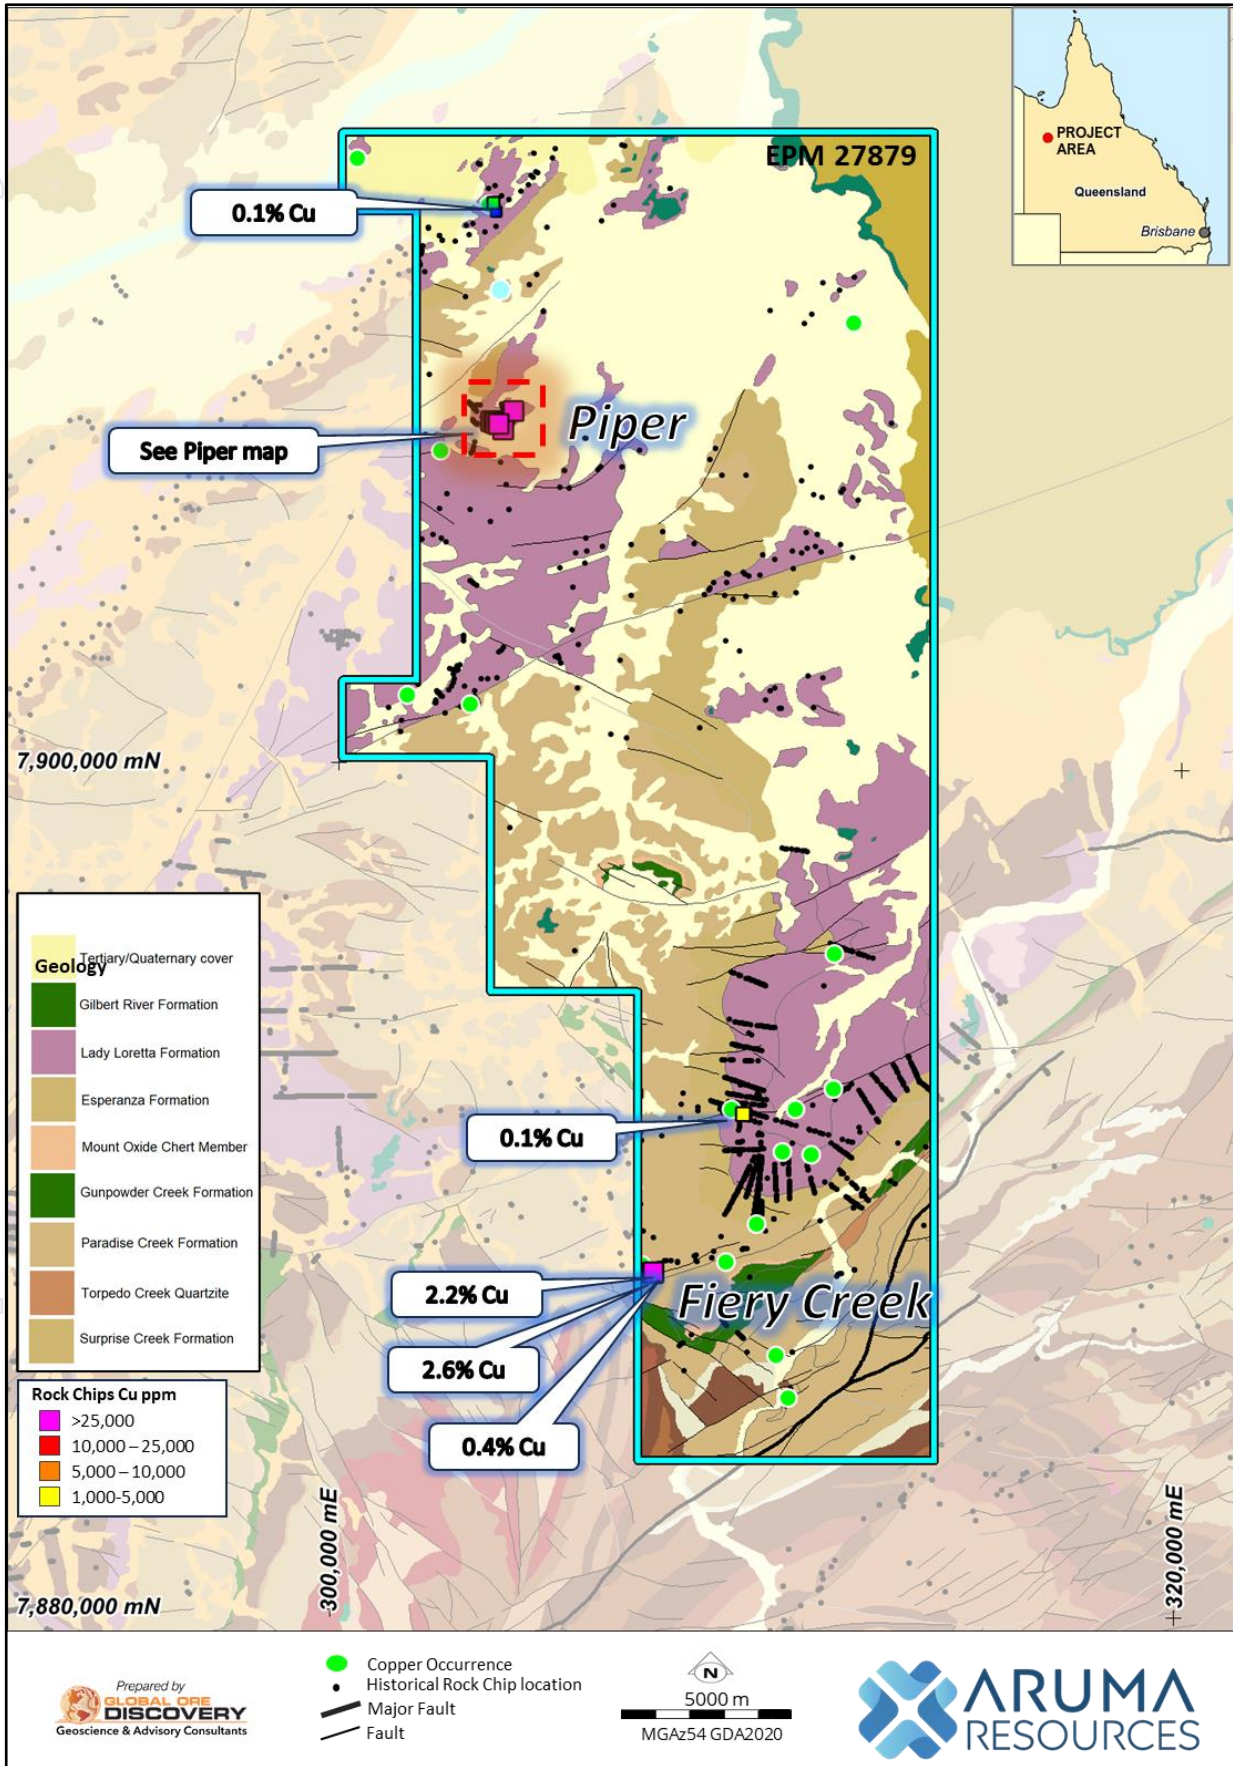 EPM 27879
PROJECT
AREA
Queensland
Brisbane
0.1% Cu
Piper
See Piper map
7,900,000 mN
Geology
Tertiary/Quaternary cover
Gilbert River Formation
Lady Loretta Formation
Esperanza Formation
Mount Oxide Chert Member
Gunpowder Creek Formation
Paradise Creek Formation
Torpedo Creek Quartzite
Surprise Creek Formation
0.1% Cu
2.2% Cu
Fiery Creek
2.6% Cu
0.4% Cu
Rock Chips Cu ppm
>25,000
10,000 – 25,000
5,000 – 10,000
1,000-5,000
300,000 mE
320,000 mE
7,880,000 mN
Prepared by
GLOBAL ORE
DISCOVERY
Geoscience & Advisory Consultants
Copper Occurrence
Historical Rock Chip location
Major Fault
Fault
N
5000 m
MGAz54 GDA2020
ARUMA
RESOURCES